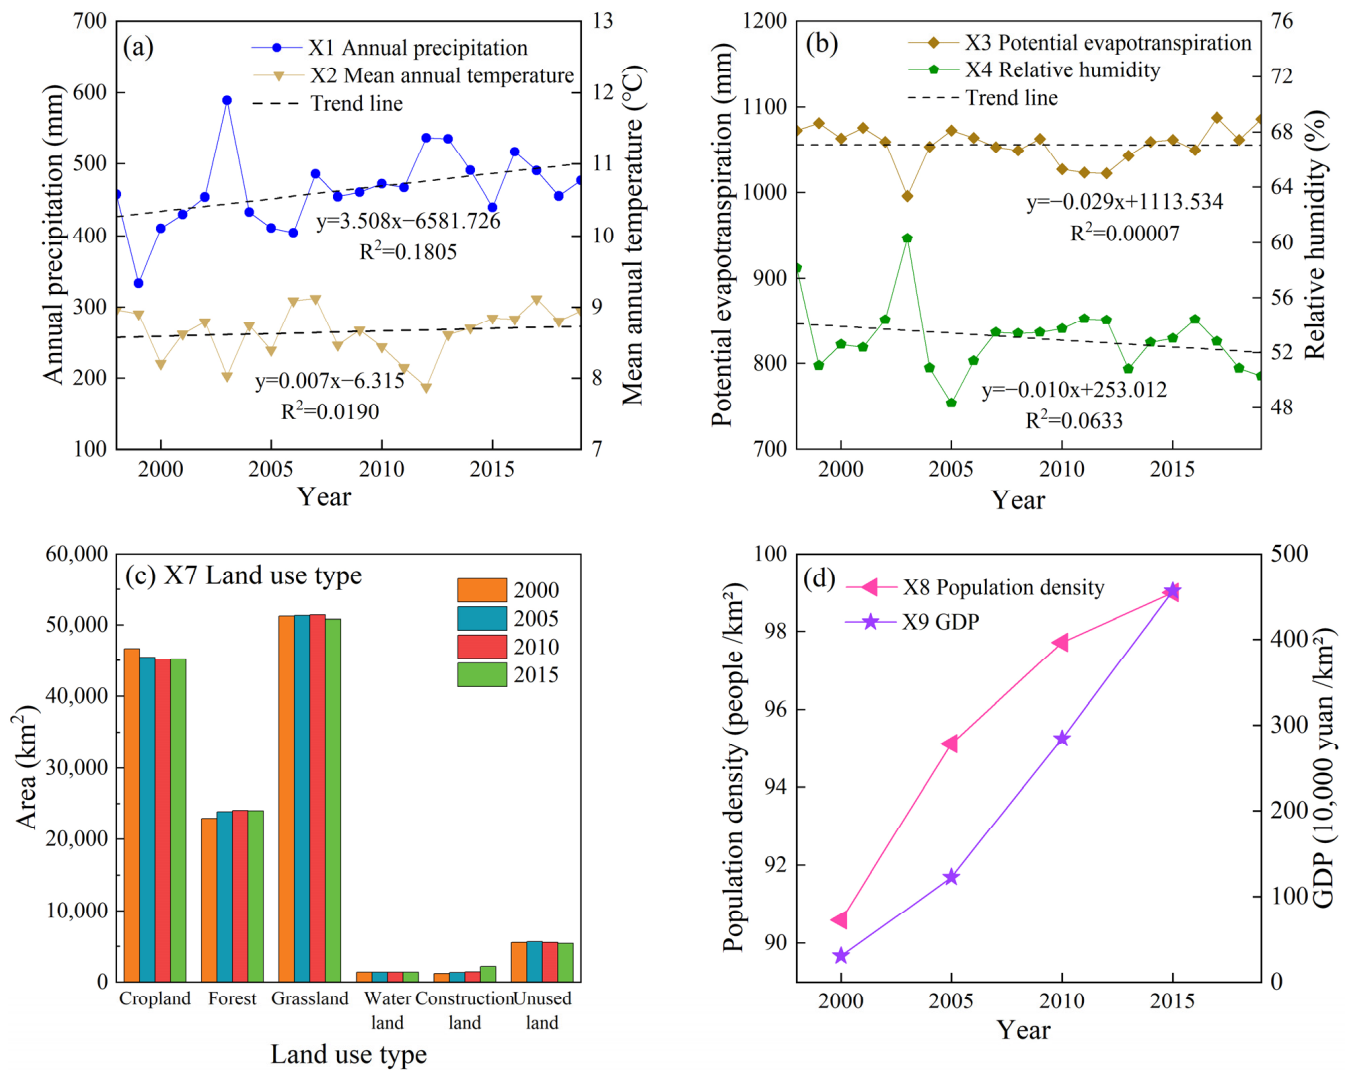 700
600
500
400
300
200
100
13
12
11
10
9
8
7
(a)
X1 Annual precipitation
X2 Mean annual temperature
Trend line
y=3.508x−6581.726
R²=0.1805
y=0.007x−6.315
R²=0.0190
Annual precipitation (mm)
Mean annual temperature (°C)
2000 2005 2010 2015
Year
1200
1100
1000
900
800
700
76
72
68
64
60
56
52
48
(b)
X3 Potential evapotranspiration
X4 Relative humidity
Trend line
y=−0.029x+1113.534
R²=0.00007
y=−0.010x+253.012
R²=0.0633
Potential evapotranspiration (mm)
Relative humidity (%)
2000 2005 2010 2015
Year
60,000
50,000
40,000
30,000
20,000
10,000
0
(c) X7 Land use type
2000
2005
2010
2015
Area (km²)
Cropland Forest Grassland Water Construction Unused
land land land
Land use type
100
98
96
94
92
90
500
400
300
200
100
0
(d)
X8 Population density
X9 GDP
Population density (people /km²)
GDP (10,000 yuan /km²)
2000 2005 2010 2015
Year